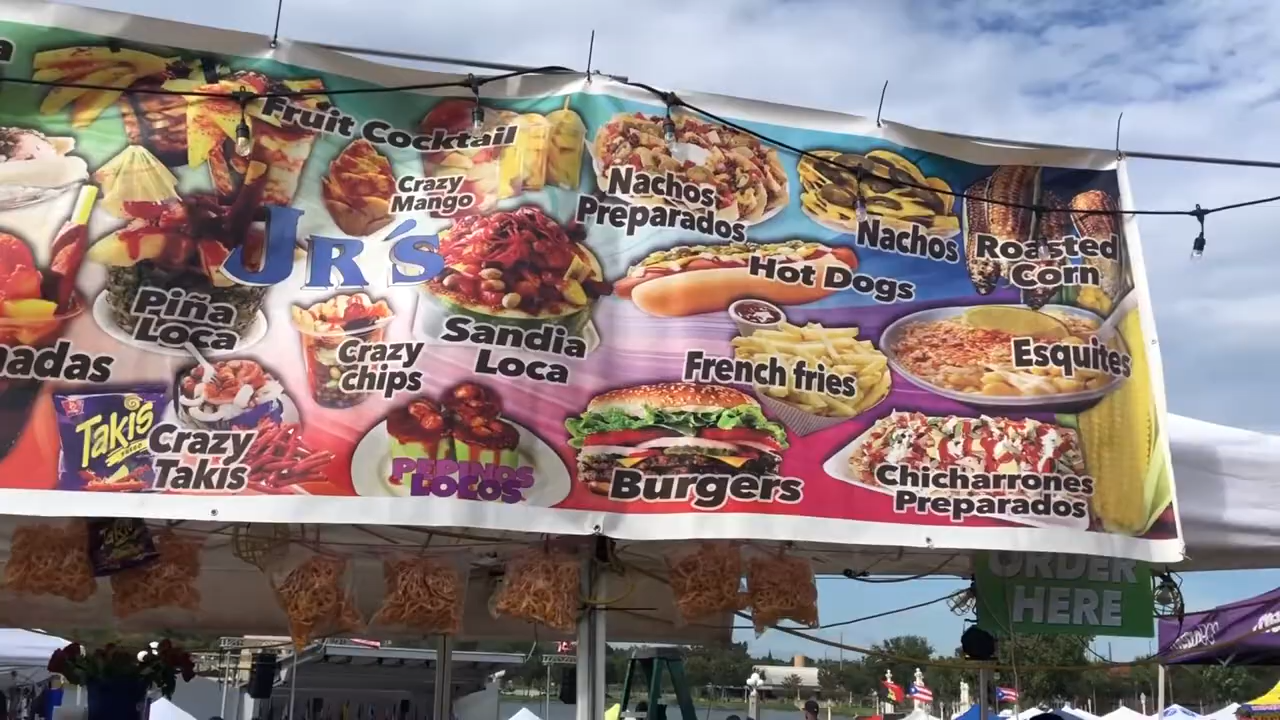 Fruit Cocktail
Crazy
Mango
Nachos
Preparados
Nachos
Roasted
Corn
JR'S
Hot Dogs
Piña
Loca
Sandia
Loca
Crazy
Chips
French fries
Esquites
nadas
Takis
Crazy
Takis
PEPINOS
LOCOS
Burgers
Chicharrones
Preparados
ORDER
HERE